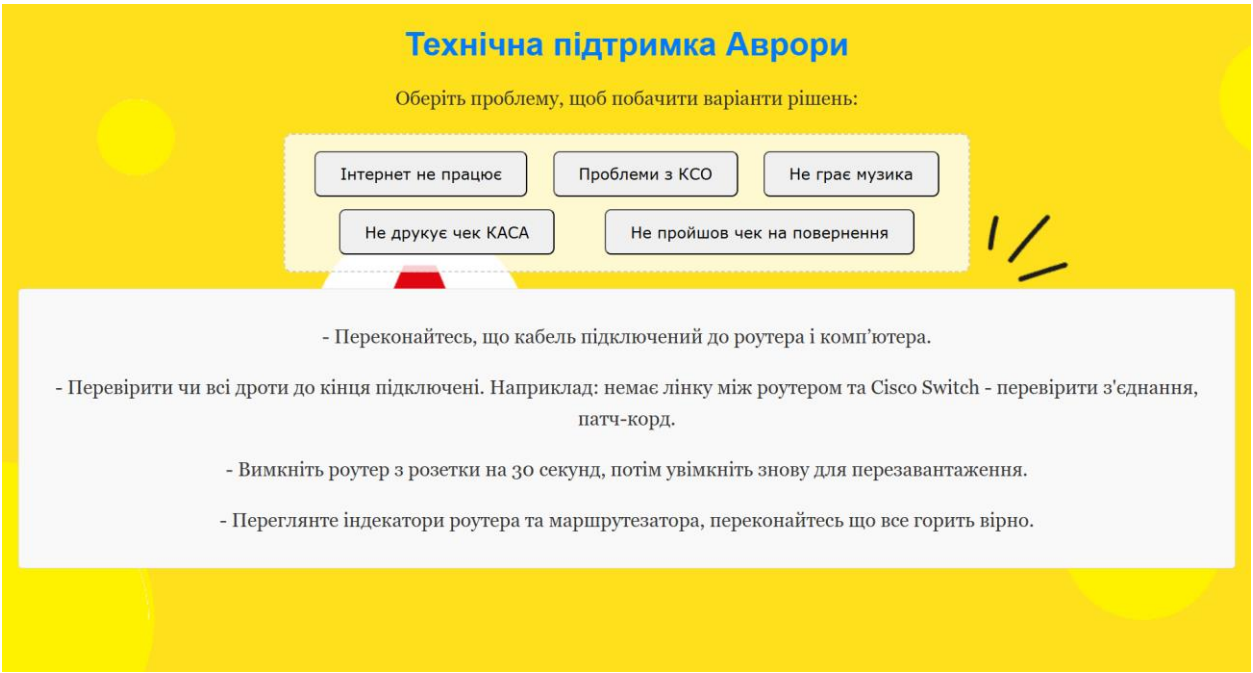 Технічна підтримка Аврори
Оберіть проблему, щоб побачити варіанти рішень:
Інтернет не працює
Проблеми з КСО
Не грає музика
Не друкує чек КАСА
Не пройшов чек на повернення
- Переконайтесь, що кабель підключений до роутера і комп'ютера.
- Перевірити чи всі дроти до кінця підключені. Наприклад: немає лінку між роутером та Cisco Switch - перевірити з'єднання,
патч-корд.
- Вимкніть роутер з розетки на 30 секунд, потім увімкніть знову для перезавантаження.
- Переглянте індекатори роутера та маршрутезатора, переконайтесь що все горить вірно.